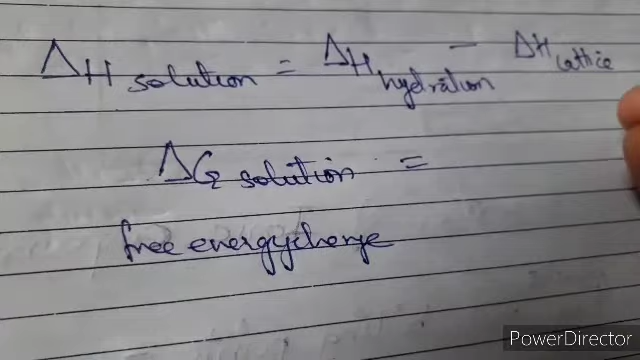 ΔH solution = ΔH hydration - ΔH lattice
ΔG solution =
free energy change
PowerDirector